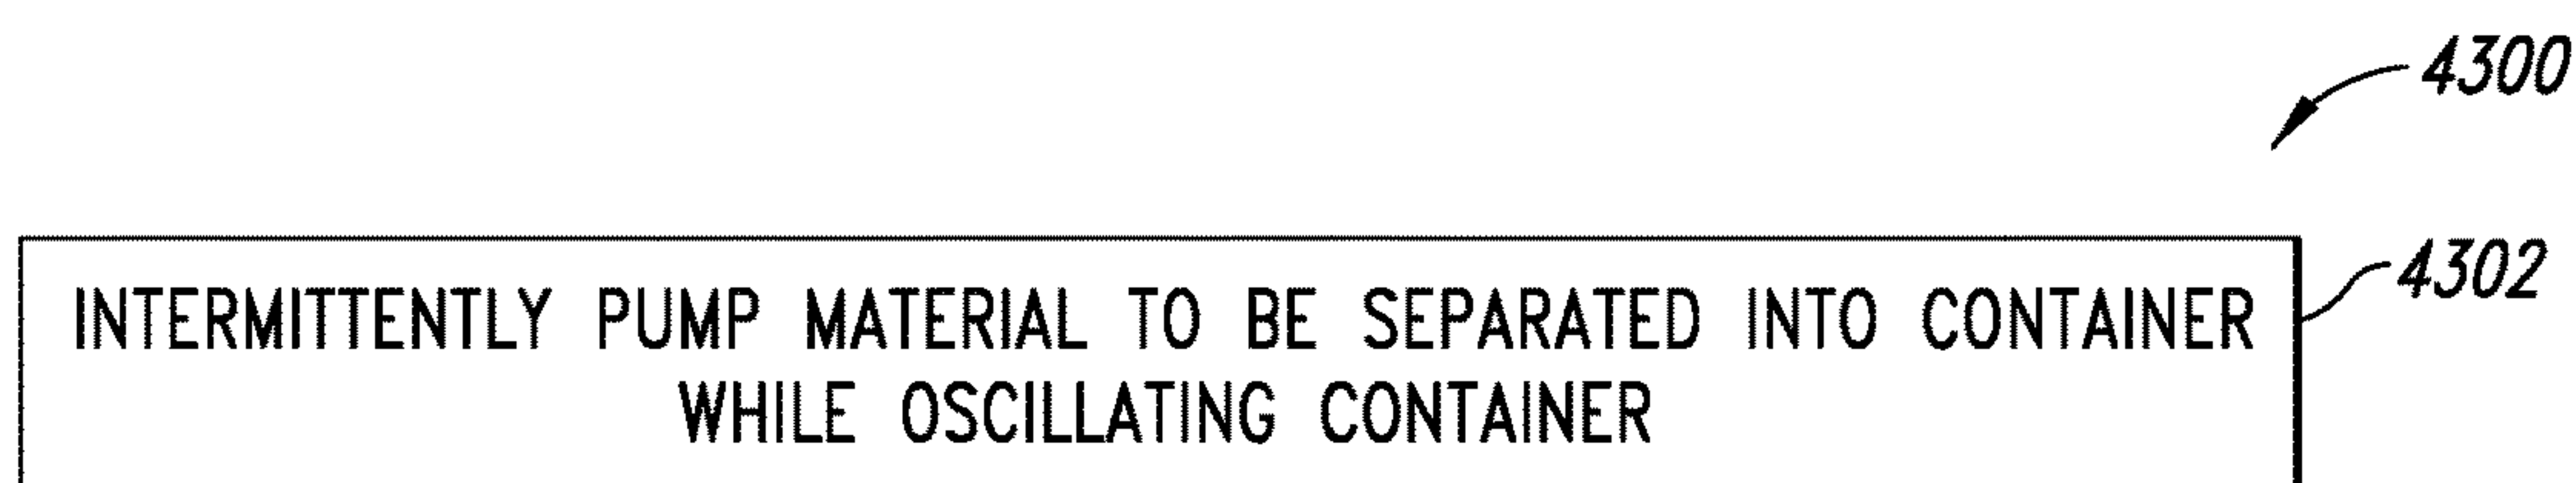 4300
4302
INTERMITTENTLY PUMP MATERIAL TO BE SEPARATED INTO CONTAINER
WHILE OSCILLATING CONTAINER